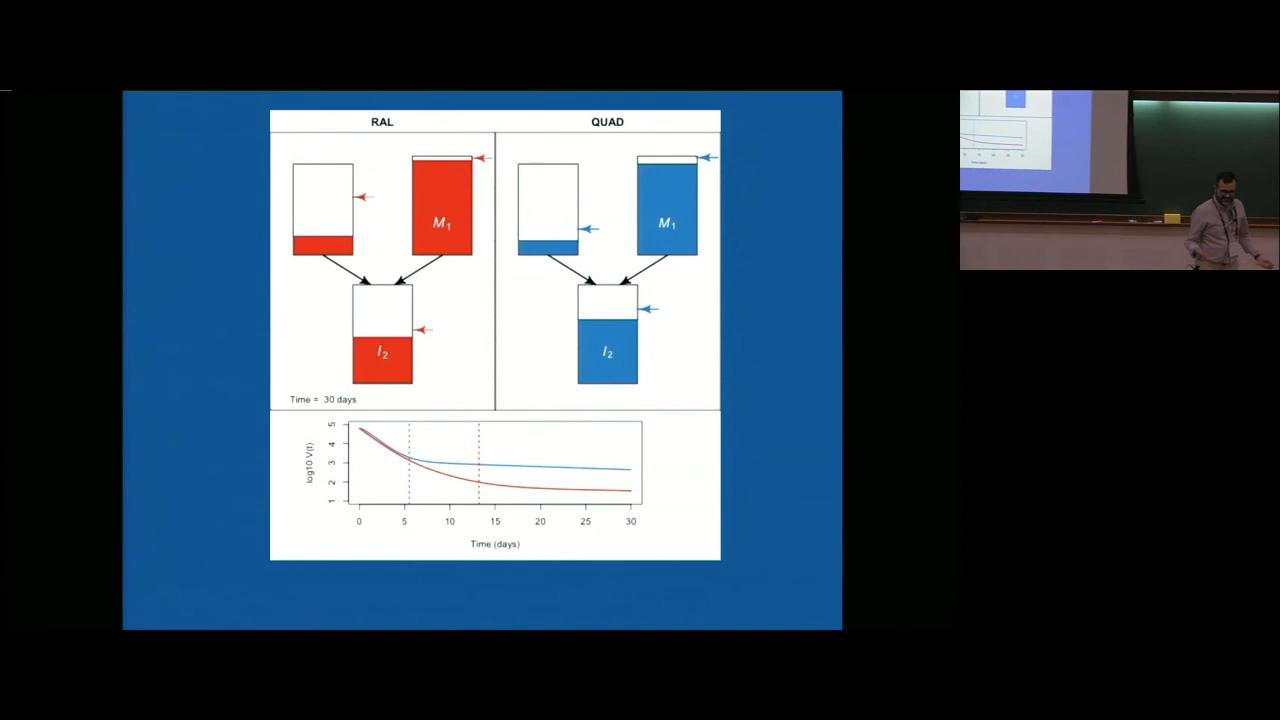 RAL
QUAD
M1
M1
I2
I2
Time = 30 days
log10 V(t)
5
4
3
2
1
0 5 10 15 20 25 30
Time (days)